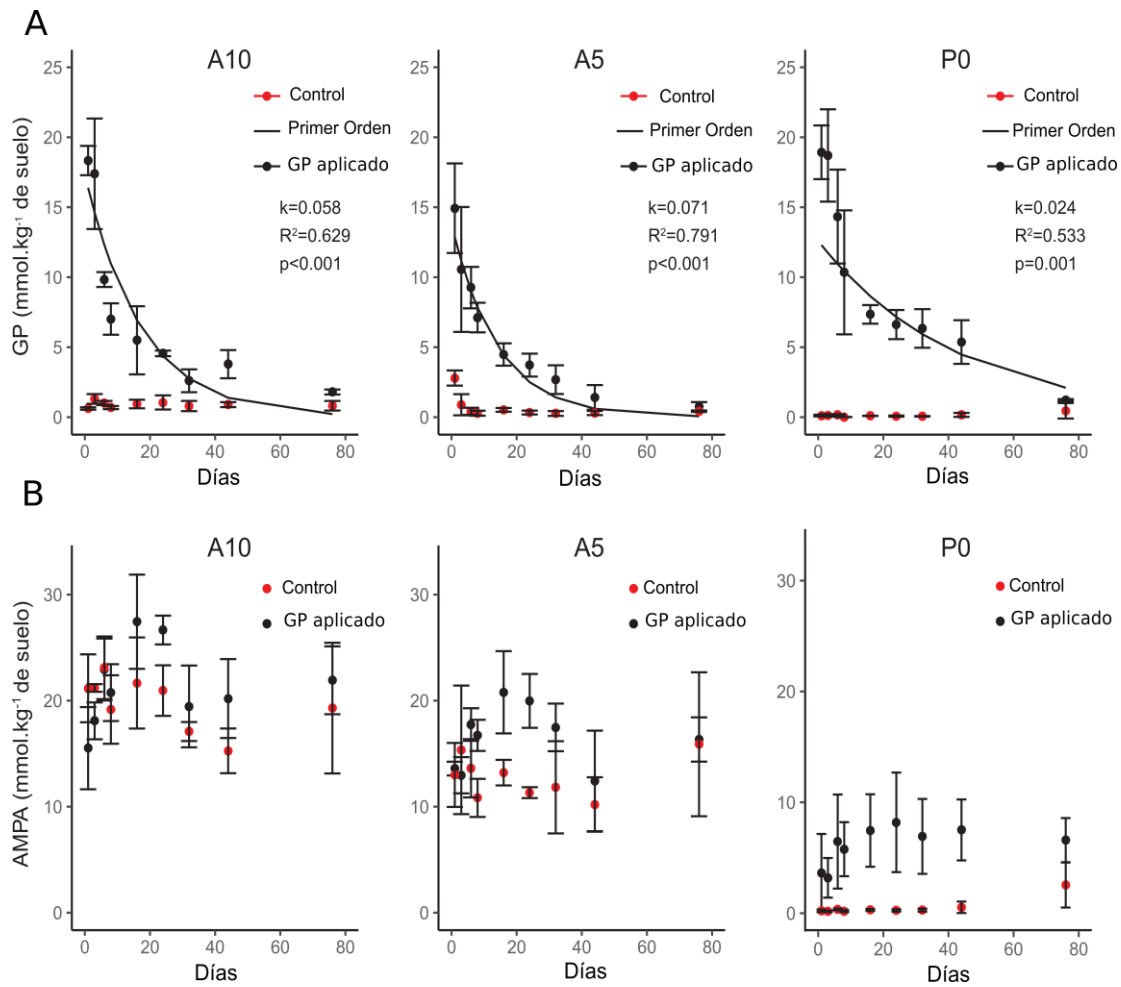 A
A10
A5
P0
GP (mmol.kg⁻¹ de suelo)
25
20
15
10
5
0
Control
Primer Orden
GP aplicado
k=0.058
R²=0.629
p<0.001
0 20 40 60 80
Días
25
20
15
10
5
0
Control
Primer Orden
GP aplicado
k=0.071
R²=0.791
p<0.001
0 20 40 60 80
Días
25
20
15
10
5
0
Control
Primer Orden
GP aplicado
k=0.024
R²=0.533
p=0.001
0 20 40 60 80
Días
B
A10
A5
P0
AMPA (mmol.kg⁻¹ de suelo)
30
20
10
0
Control
GP aplicado
0 20 40 60 80
Días
30
20
10
0
Control
GP aplicado
0 20 40 60 80
Días
30
20
10
0
Control
GP aplicado
0 20 40 60 80
Días